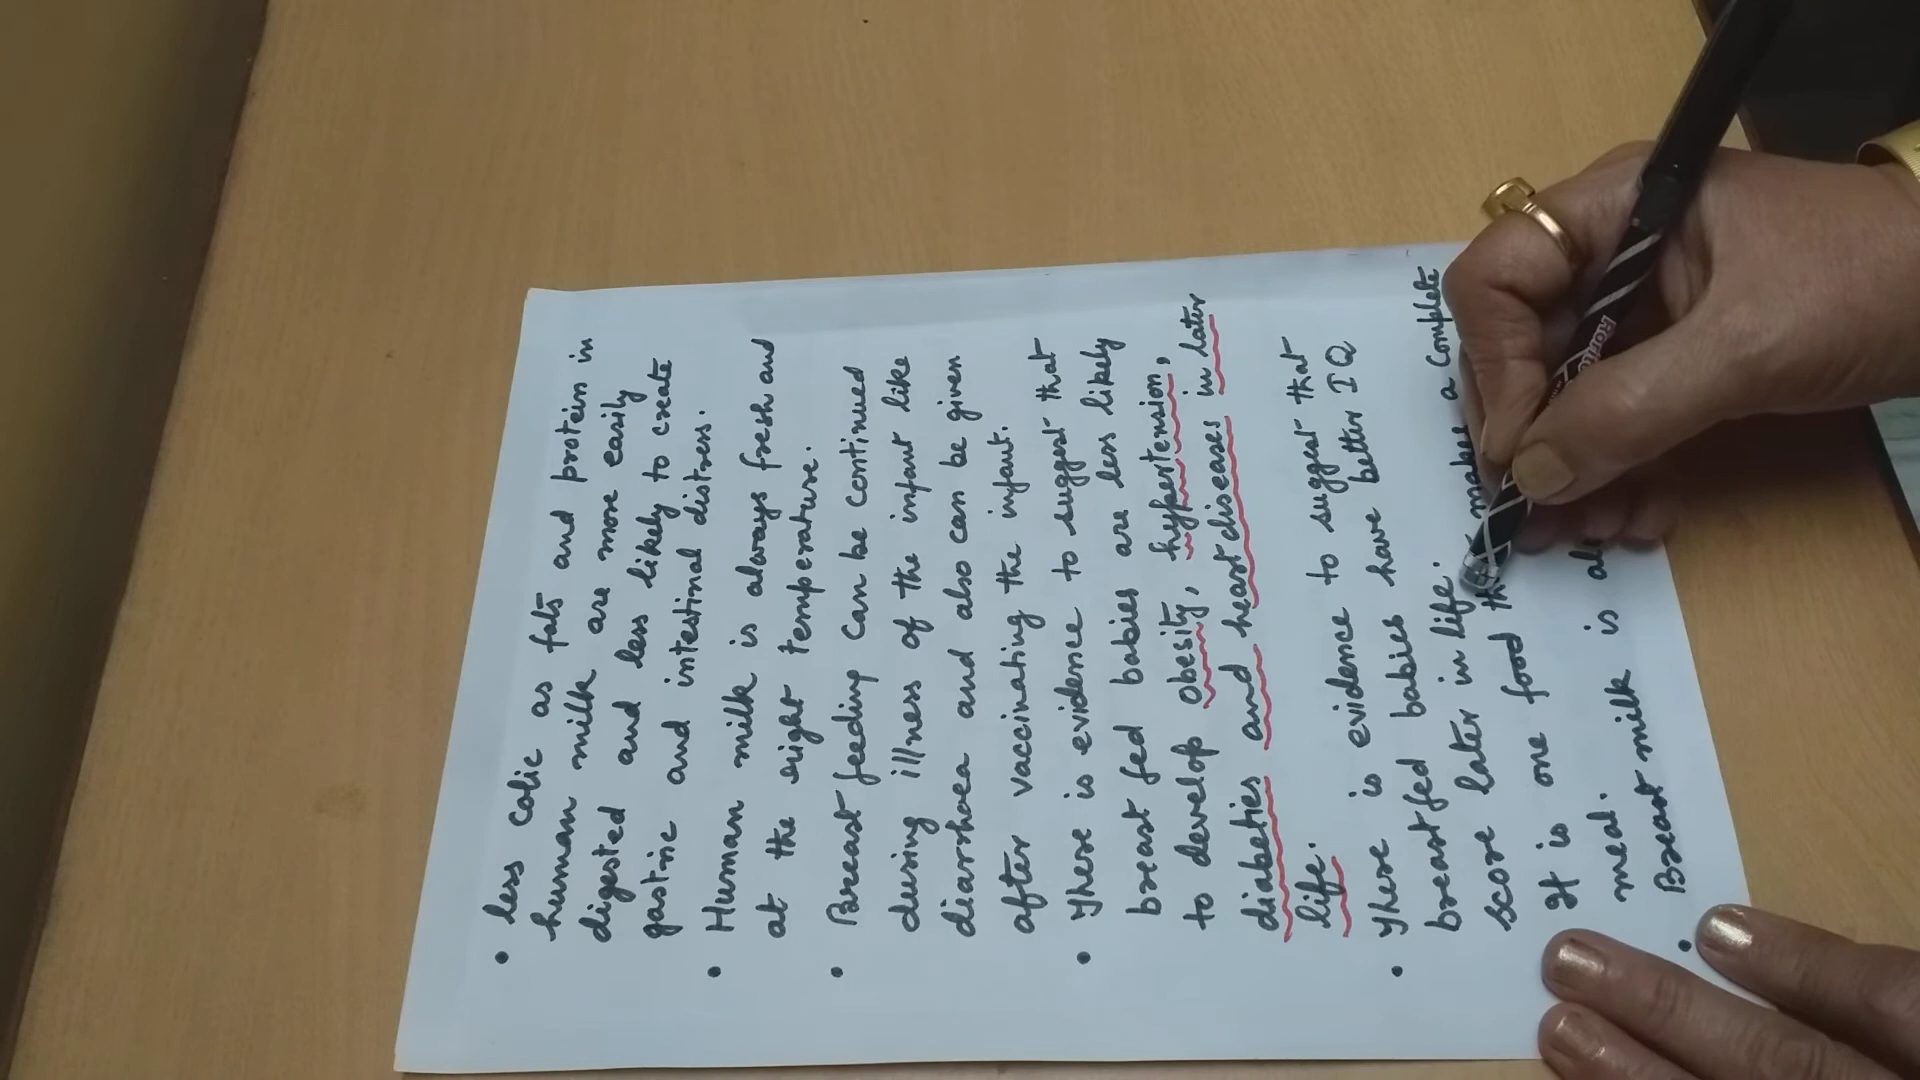 • less colic as fats and protein in
human milk are more easily
digested and less likely to create
gastric and intestinal distress.
• Human milk is always fresh and
at the right temperature.
• Breast feeding can be continued
during illness of the infant like
diarrhoea and also can be given
after vaccinating the infant.
• There is evidence to suggest that
breast fed babies are less likely
to develop obesity, hypertension,
diabeties and heart diseases in later
life.
• There is evidence to suggest that
breastfed babies have better IQ
score later in life.
It is one food makes a complete
meal.
• Breast milk is